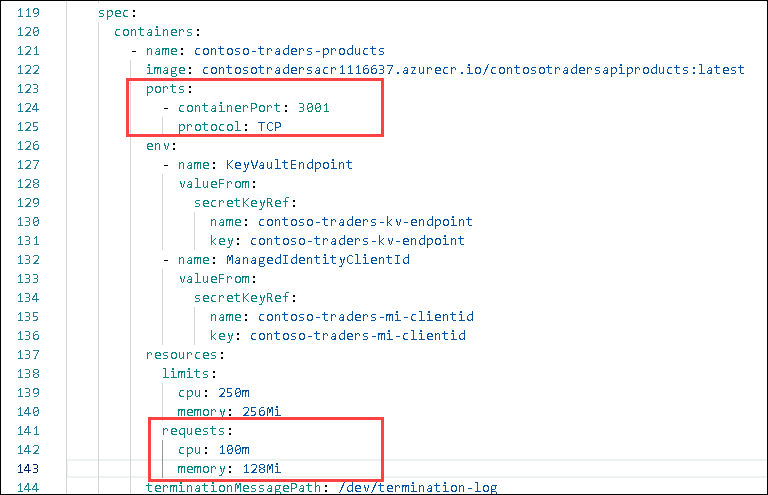 119 spec:
120 containers:
121 - name: contoso-traders-products
122 image: contosotradersacr1116637.azurecr.io/contosotradersapiproducts:latest
123 ports:
124 - containerPort: 3001
125 protocol: TCP
126 env:
127 - name: KeyVaultEndpoint
128 valueFrom:
129 secretKeyRef:
130 name: contoso-traders-kv-endpoint
131 key: contoso-traders-kv-endpoint
132 - name: ManagedIdentityClientId
133 valueFrom:
134 secretKeyRef:
135 name: contoso-traders-mi-clientid
136 key: contoso-traders-mi-clientid
137 resources:
138 limits:
139 cpu: 250m
140 memory: 256Mi
141 requests:
142 cpu: 100m
143 memory: 128Mi
144 terminationMessagePath: /dev/termination-log